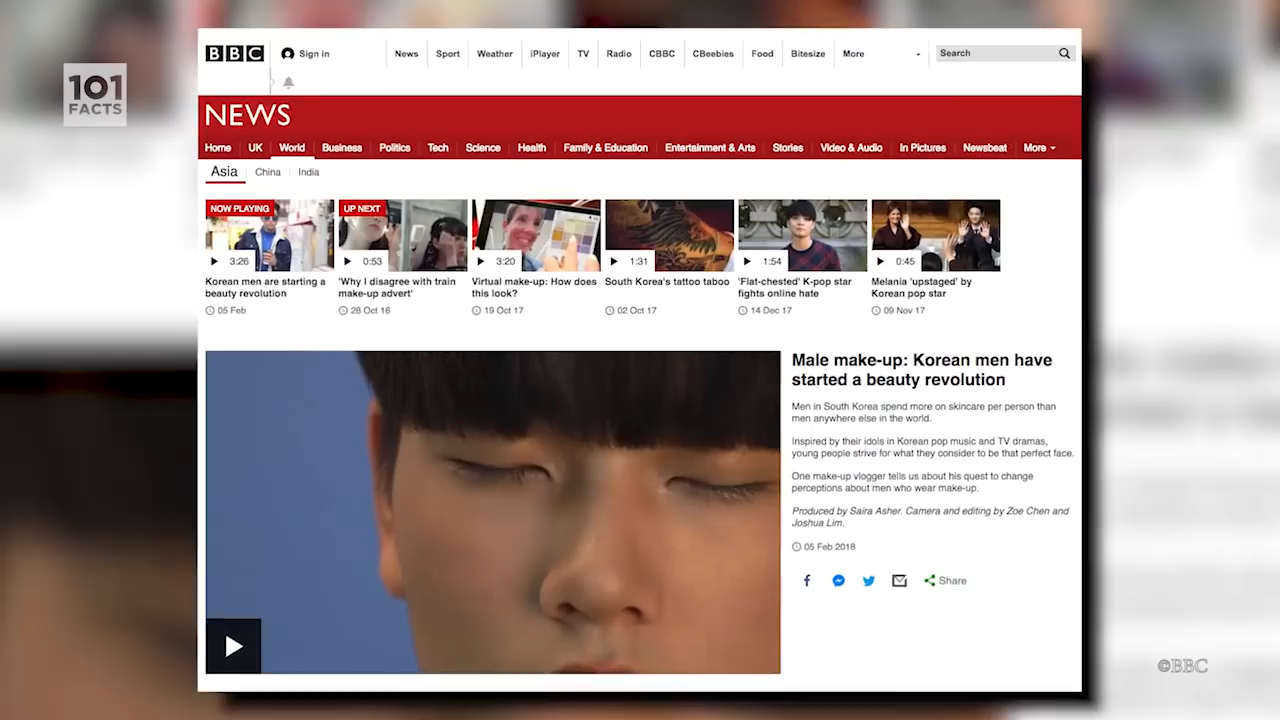 BBC
Sign in
News
Sport
Weather
iPlayer
TV
Radio
CBBC
CBeebies
Food
Bitesize
More
Search
101
FACTS
NEWS
Home
UK
World
Business
Politics
Tech
Science
Health
Family & Education
Entertainment & Arts
Stories
Video & Audio
In Pictures
Newsbeat
More
Asia
China
India
NOW PLAYING
3:26
Korean men are starting a
beauty revolution
05 Feb
UP NEXT
0:53
'Why I disagree with train
make-up advert'
28 Oct 16
3:20
Virtual make-up: How does
this look?
19 Oct 17
1:31
South Korea's tattoo taboo
02 Oct 17
1:54
'Flat-chested' K-pop star
fights online hate
14 Dec 17
0:45
Melania 'upstaged' by
Korean pop star
09 Nov 17
Male make-up: Korean men have
started a beauty revolution
Men in South Korea spend more on skincare per person than
men anywhere else in the world.
Inspired by their idols in Korean pop music and TV dramas,
young people strive for what they consider to be that perfect face.
One make-up vlogger tells us about his quest to change
perceptions about men who wear make-up.
Produced by Saira Asher. Camera and editing by Zoe Chen and
Joshua Lim.
05 Feb 2018
Share
©BBC